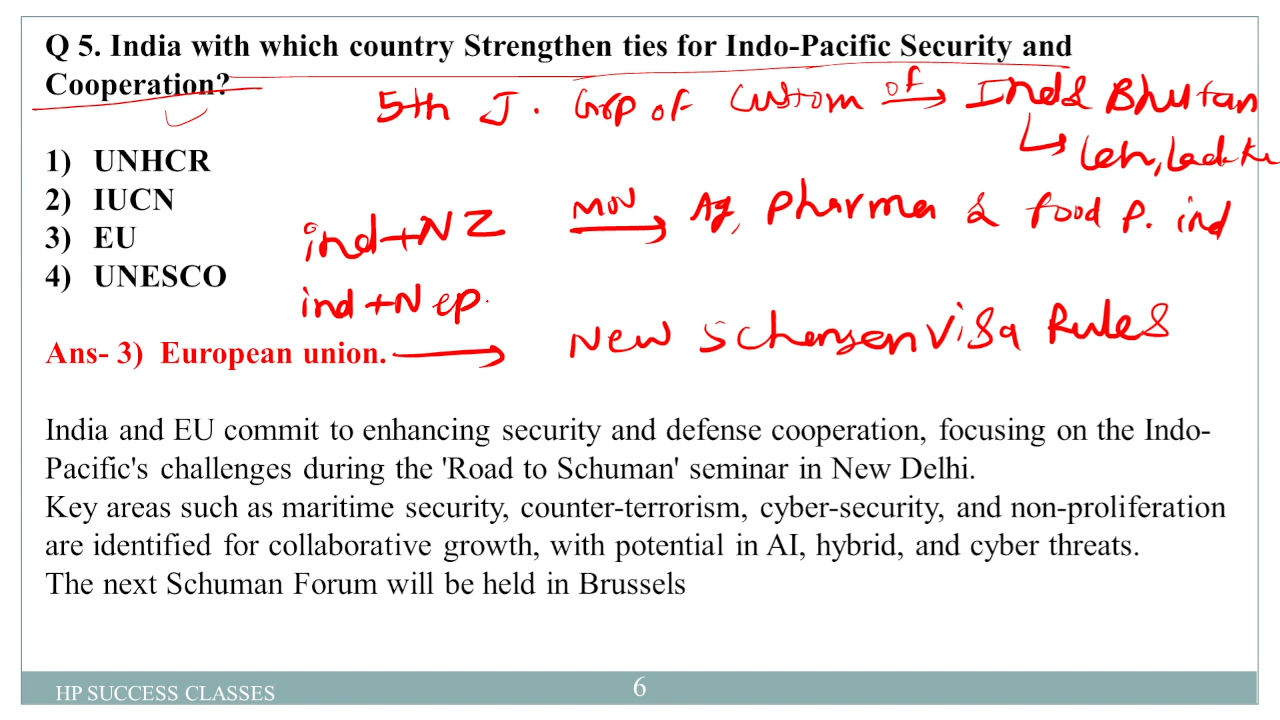 Q 5. India with which country Strengthen ties for Indo-Pacific Security and
Cooperation?
5th J. Grp of Custom of → Ind & Bhutan
↳ Leh, Ladakh
1) UNHCR
2) IUCN
3) EU
4) UNESCO
ind+NZ MOU → Ag, Pharma & food P. ind
ind+Nep.
Ans- 3) European union. → New Schengen Visa Rules
India and EU commit to enhancing security and defense cooperation, focusing on the Indo-
Pacific's challenges during the 'Road to Schuman' seminar in New Delhi.
Key areas such as maritime security, counter-terrorism, cyber-security, and non-proliferation
are identified for collaborative growth, with potential in AI, hybrid, and cyber threats.
The next Schuman Forum will be held in Brussels
HP SUCCESS CLASSES
6